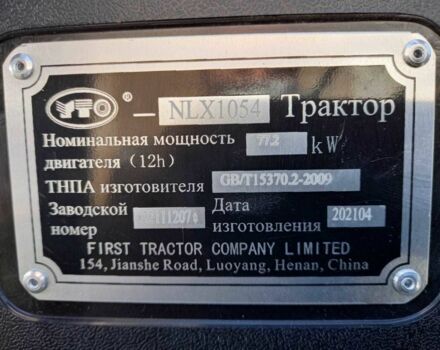 YTO ® – NLX1054 Трактор
Номинальная мощность 77.2 kW
двигателя (12h)
ТНПА изготовителя GB/T15370.2-2009
Заводской номер
Дата изготовления 202104
FIRST TRACTOR COMPANY LIMITED
154, Jianshe Road, Luoyang, Henan, China